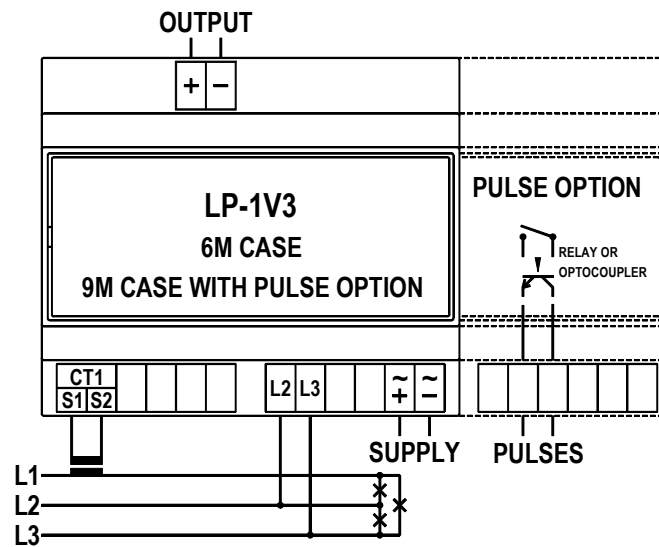 OUTPUT
+ −
LP-1V3
6M CASE
9M CASE WITH PULSE OPTION
PULSE OPTION
RELAY OR
OPTOCOUPLER
CT1
S1 S2
L2 L3
~ ~
+ −
SUPPLY
PULSES
L1
L2
L3